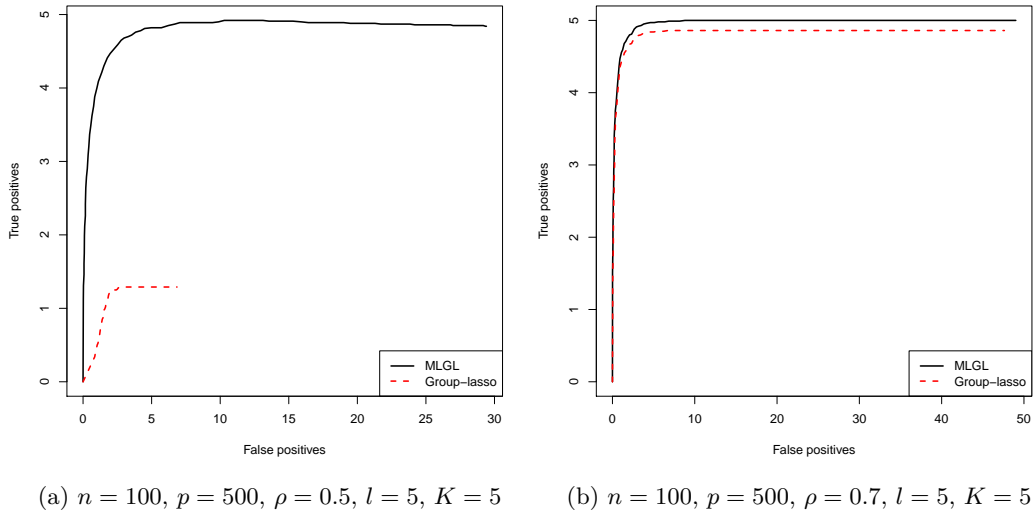 5
4
3
2
1
0
True positives
0 5 10 15 20 25 30
False positives
MLGL
Group-lasso
(a) n = 100, p = 500, ρ = 0.5, l = 5, K = 5
5
4
3
2
1
0
True positives
0 10 20 30 40 50
False positives
MLGL
Group-lasso
(b) n = 100, p = 500, ρ = 0.7, l = 5, K = 5